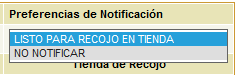 Preferencias de Notificación
LISTO PARA RECOJO EN TIENDA
NO NOTIFICAR
Tienda de Recojo